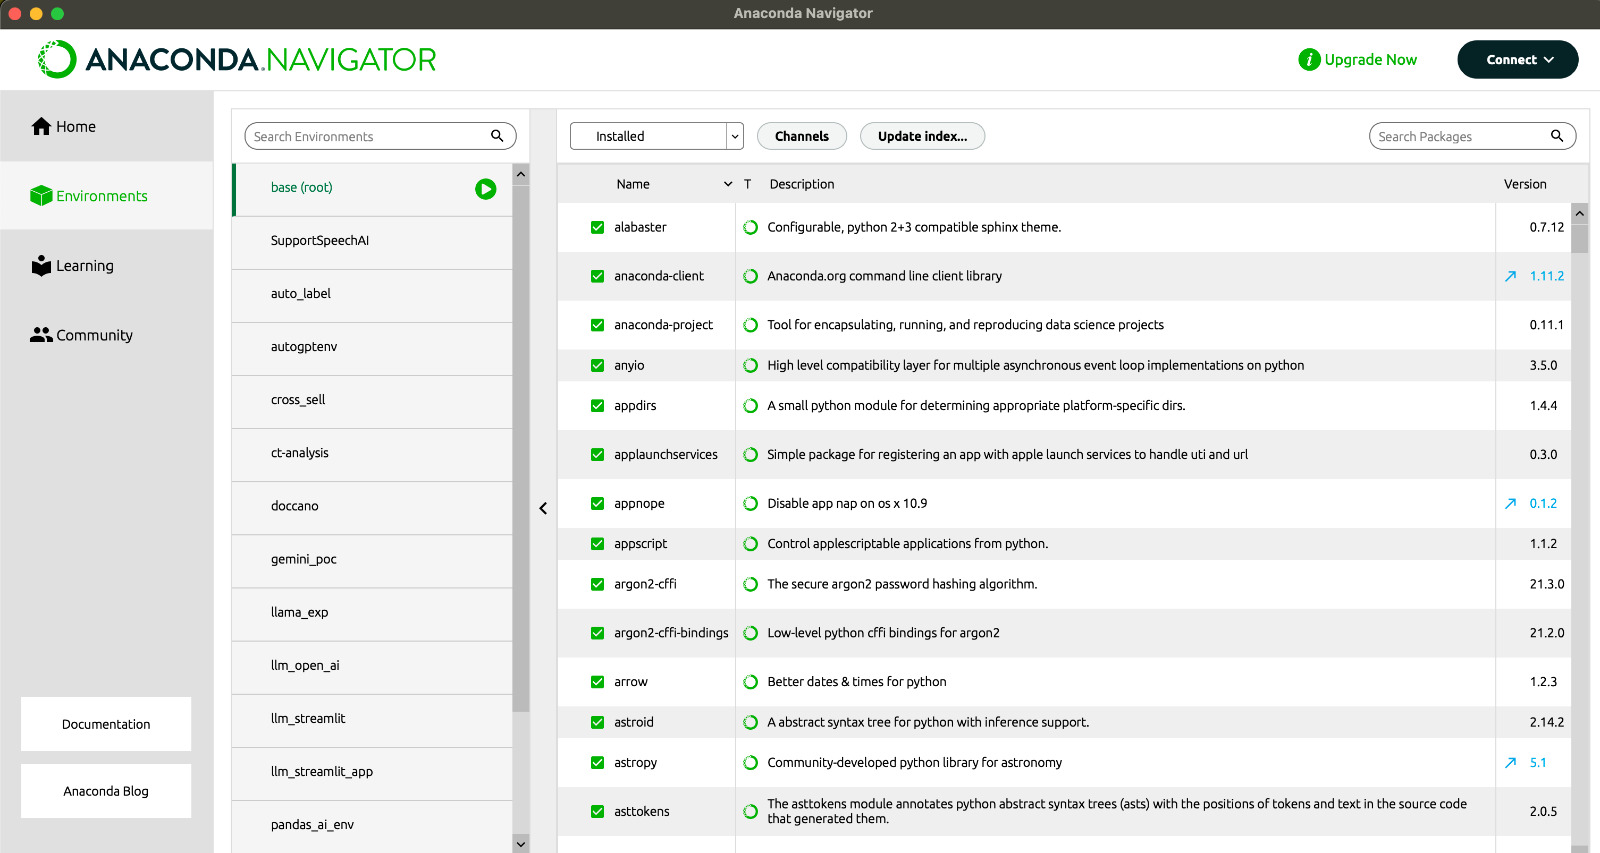 Anaconda Navigator
ANACONDA.NAVIGATOR
i Upgrade Now
Connect
Home
Environments
Learning
Community
Documentation
Anaconda Blog
Search Environments
base (root)
SupportSpeechAI
auto_label
autogptenv
cross_sell
ct-analysis
doccano
gemini_poc
llama_exp
llm_open_ai
llm_streamlit
llm_streamlit_app
pandas_ai_env
Installed
Channels
Update index...
Search Packages
Name T Description Version
alabaster Configurable, python 2+3 compatible sphinx theme. 0.7.12
anaconda-client Anaconda.org command line client library 1.11.2
anaconda-project Tool for encapsulating, running, and reproducing data science projects 0.11.1
anyio High level compatibility layer for multiple asynchronous event loop implementations on python 3.5.0
appdirs A small python module for determining appropriate platform-specific dirs. 1.4.4
applaunchservices Simple package for registering an app with apple launch services to handle uti and url 0.3.0
appnope Disable app nap on os x 10.9 0.1.2
appscript Control applescriptable applications from python. 1.1.2
argon2-cffi The secure argon2 password hashing algorithm. 21.3.0
argon2-cffi-bindings Low-level python cffi bindings for argon2 21.2.0
arrow Better dates & times for python 1.2.3
astroid A abstract syntax tree for python with inference support. 2.14.2
astropy Community-developed python library for astronomy 5.1
asttokens The asttokens module annotates python abstract syntax trees (asts) with the positions of tokens and text in the source code
that generated them. 2.0.5